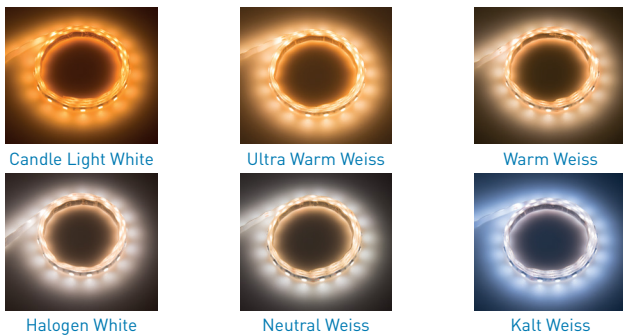 Candle Light White
Ultra Warm Weiss
Warm Weiss
Halogen White
Neutral Weiss
Kalt Weiss